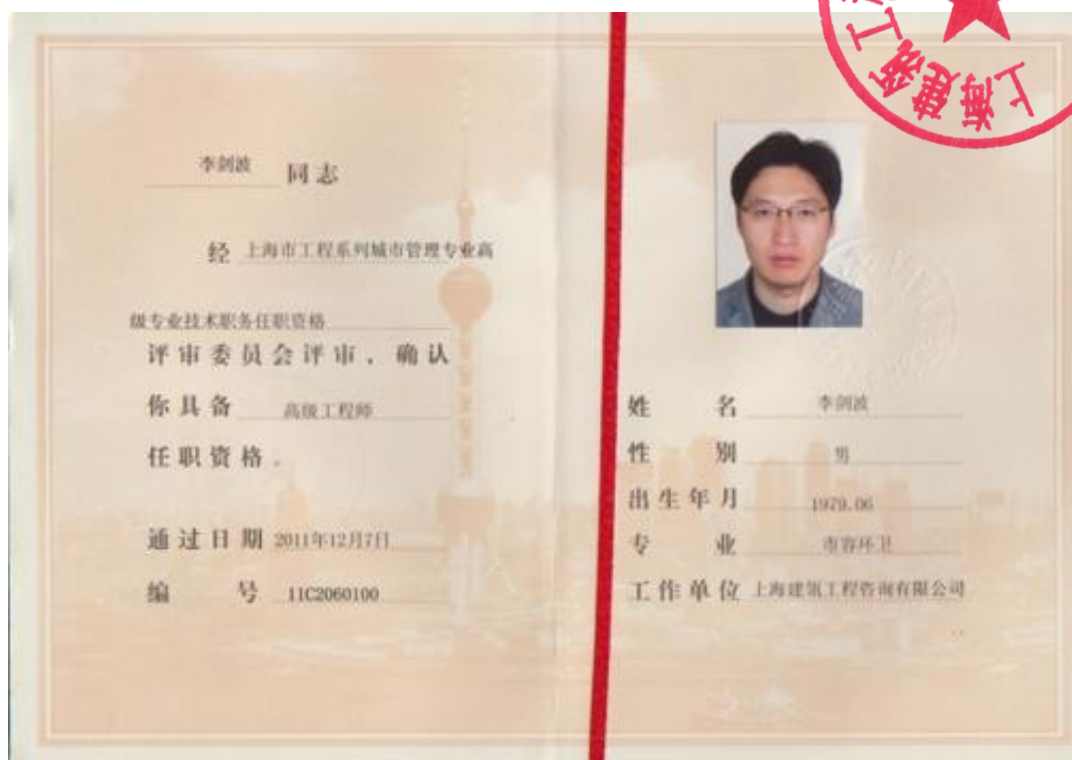 李剑波 同志
经 上海市工程系列城市管理专业高
级专业技术职务任职资格
评审委员会评审、确认
你具备 高级工程师
任职资格。
通过日期 2011年12月7日
编号 11C2060100
上海建筑工
姓名 李剑波
性别 男
出生年月 1979.06
专业 市容环卫
工作单位 上海建筑工程咨询有限公司